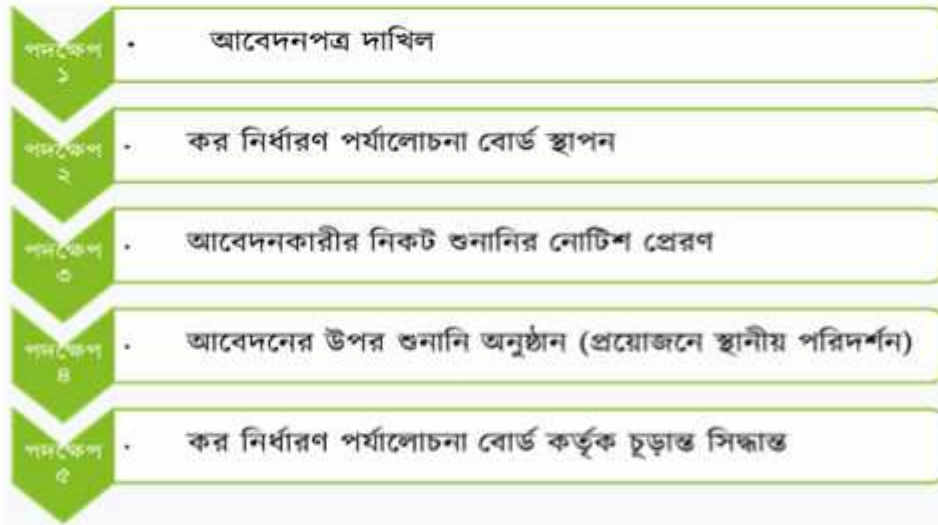 পদক্ষেপ
১
• আবেদনপত্র দাখিল
পদক্ষেপ
২
• কর নির্ধারণ পর্যালোচনা বোর্ড স্থাপন
পদক্ষেপ
৩
• আবেদনকারীর নিকট শুনানির নোটিশ প্রেরণ
পদক্ষেপ
৪
• আবেদনের উপর শুনানি অনুষ্ঠান (প্রয়োজনে স্থানীয় পরিদর্শন)
পদক্ষেপ
৫
• কর নির্ধারণ পর্যালোচনা বোর্ড কর্তৃক চূড়ান্ত সিদ্ধান্ত